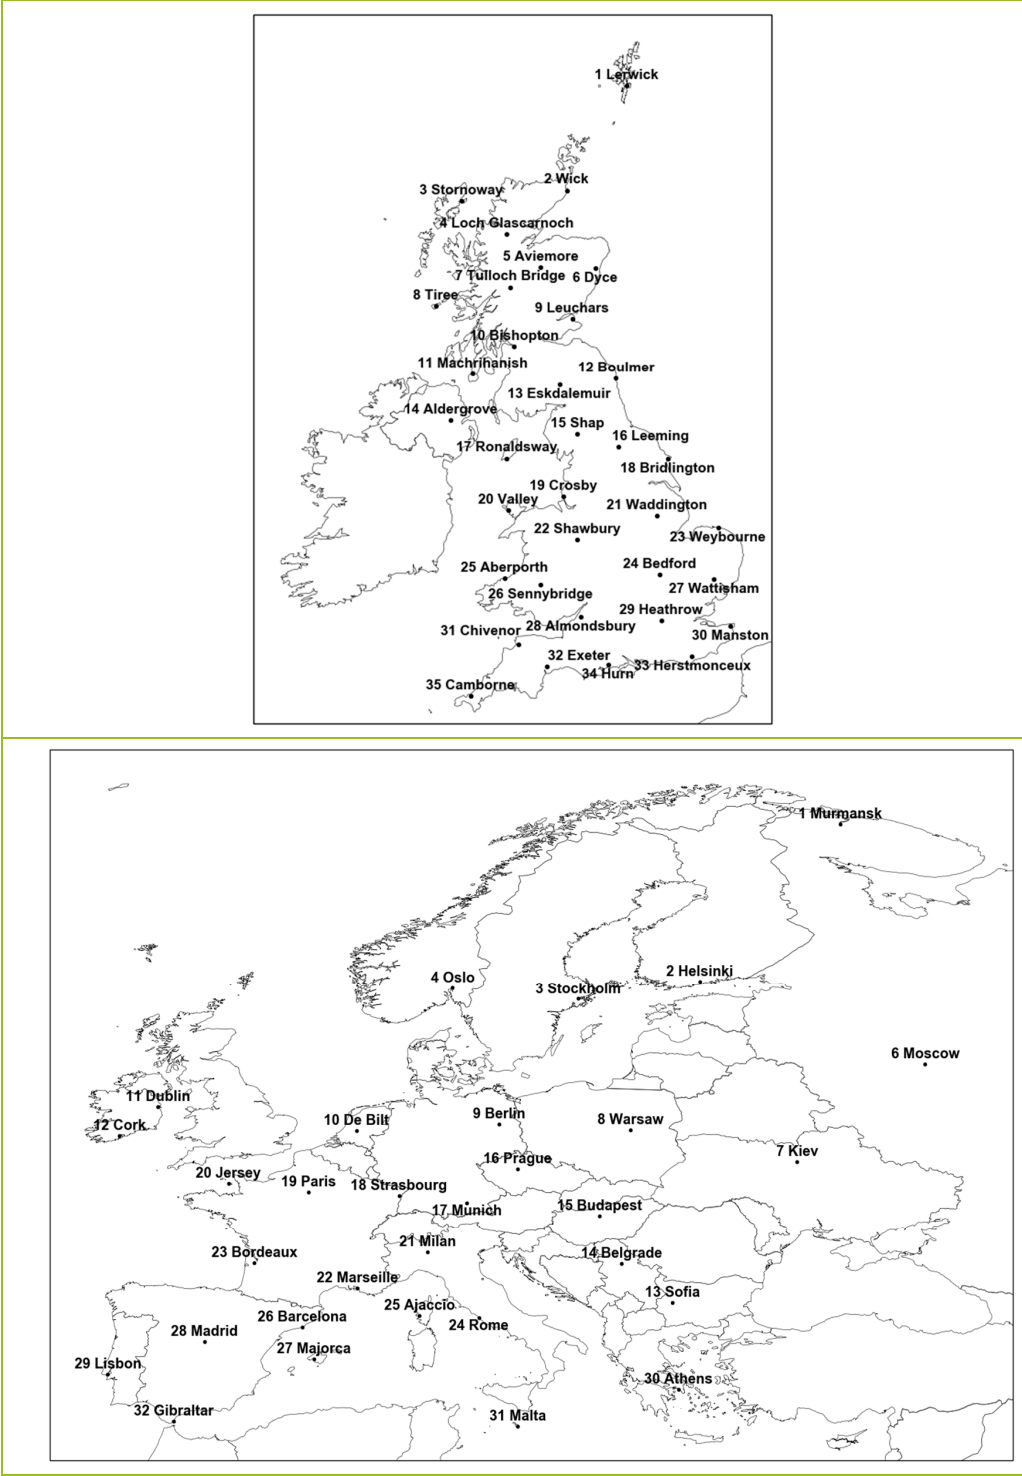 1 Lerwick
2 Wick
3 Stornoway
4 Loch Glascarnoch
5 Aviemore
7 Tulloch Bridge
6 Dyce
8 Tiree
9 Leuchars
10 Bishopton
11 Machrihanish
12 Boulmer
13 Eskdalemuir
14 Aldergrove
15 Shap
16 Leeming
17 Ronaldsway
18 Bridlington
19 Crosby
20 Valley
21 Waddington
22 Shawbury
23 Weybourne
24 Bedford
25 Aberporth
27 Wattisham
26 Sennybridge
29 Heathrow
28 Almondsbury
31 Chivenor
30 Manston
32 Exeter
33 Herstmonceux
34 Hurn
35 Camborne
1 Murmansk
2 Helsinki
4 Oslo
3 Stockholm
6 Moscow
11 Dublin
9 Berlin
10 De Bilt
8 Warsaw
12 Cork
7 Kiev
16 Prague
20 Jersey
19 Paris
18 Strasbourg
15 Budapest
17 Munich
21 Milan
23 Bordeaux
14 Belgrade
22 Marseille
13 Sofia
25 Ajaccio
26 Barcelona
24 Rome
28 Madrid
27 Majorca
29 Lisbon
30 Athens
32 Gibraltar
31 Malta